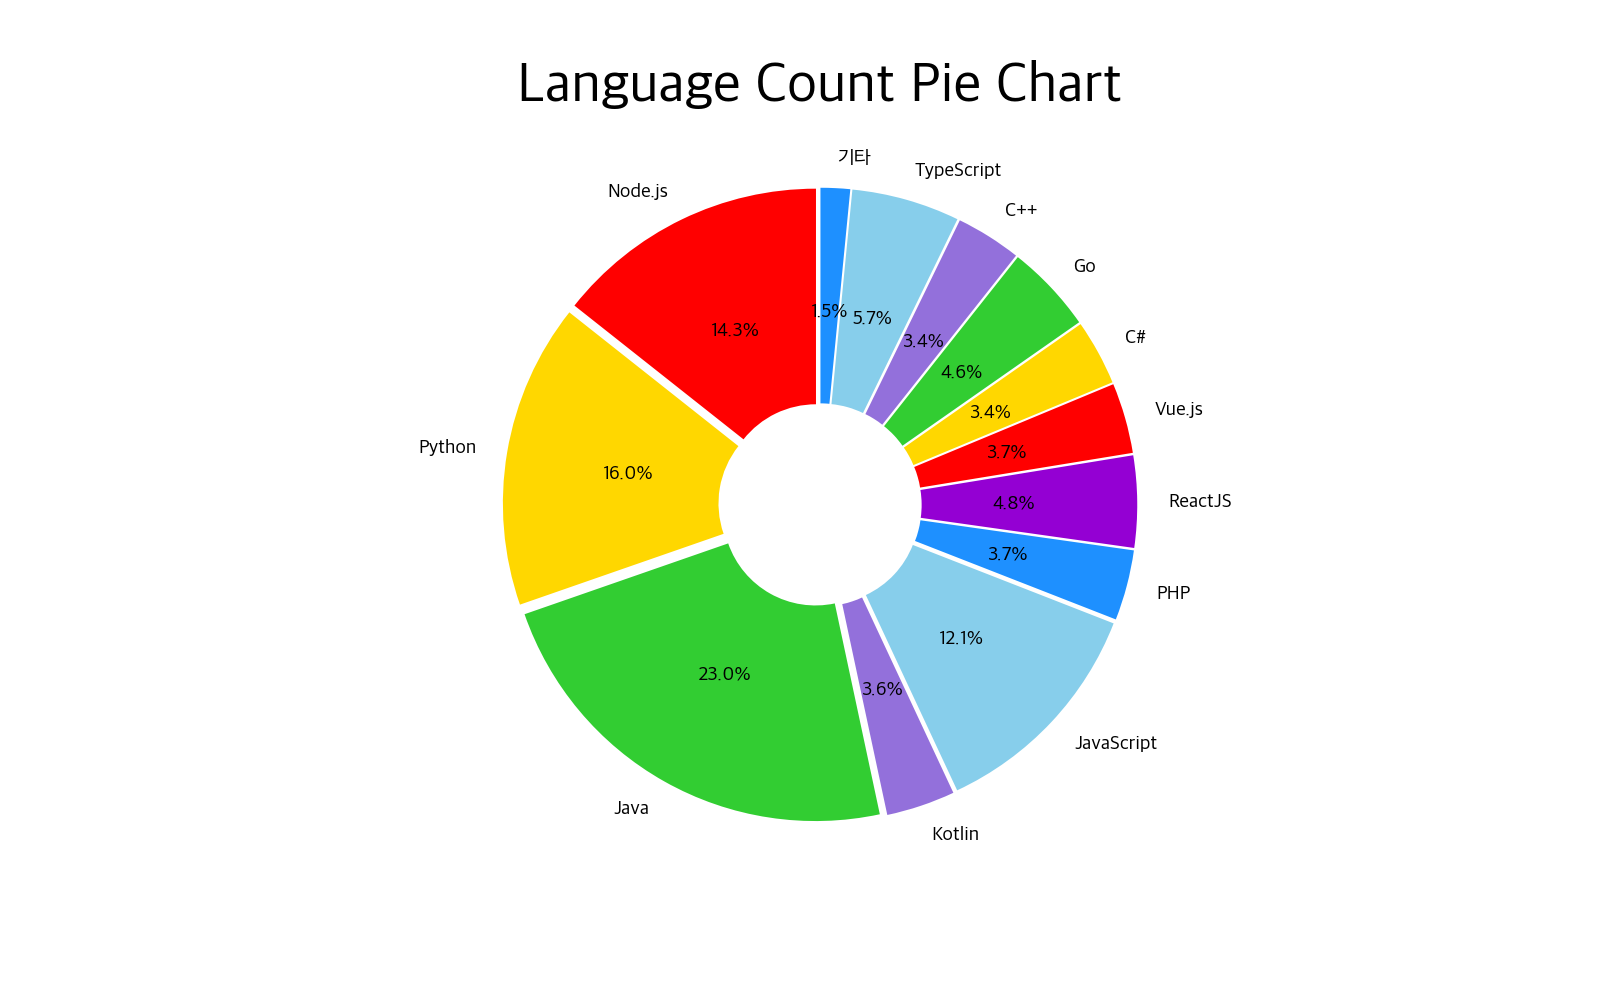 Language Count Pie Chart
기타
TypeScript
C++
Go
C#
Vue.js
ReactJS
PHP
JavaScript
Kotlin
Java
Python
Node.js
1.5%
5.7%
3.4%
4.6%
3.4%
3.7%
4.8%
3.7%
12.1%
3.6%
23.0%
16.0%
14.3%